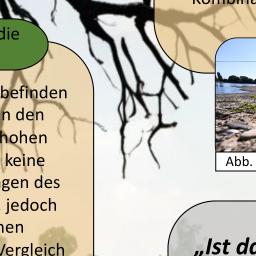 die
Kombina
befinden
n den
hohen
keine
gen des
jedoch
nen
Vergleich
Abb.
„Ist da